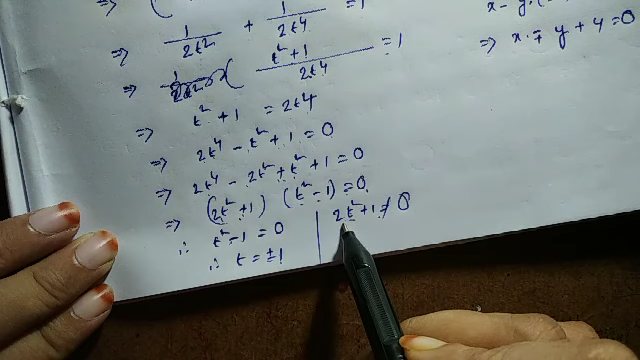 ⇒ 1/2t² + 1/2t⁴ = 1
⇒ t²+1 / 2t⁴ = 1
⇒ t² + 1 = 2t⁴
⇒ 2t⁴ - t² + 1 = 0
⇒ 2t⁴ - 2t² + t² + 1 = 0
⇒ (2t² + 1) (t² - 1) = 0
∴ t² - 1 = 0 | 2t² + 1 ≠ 0
∴ t = ±1
⇒ x ∓ y + 4 = 0